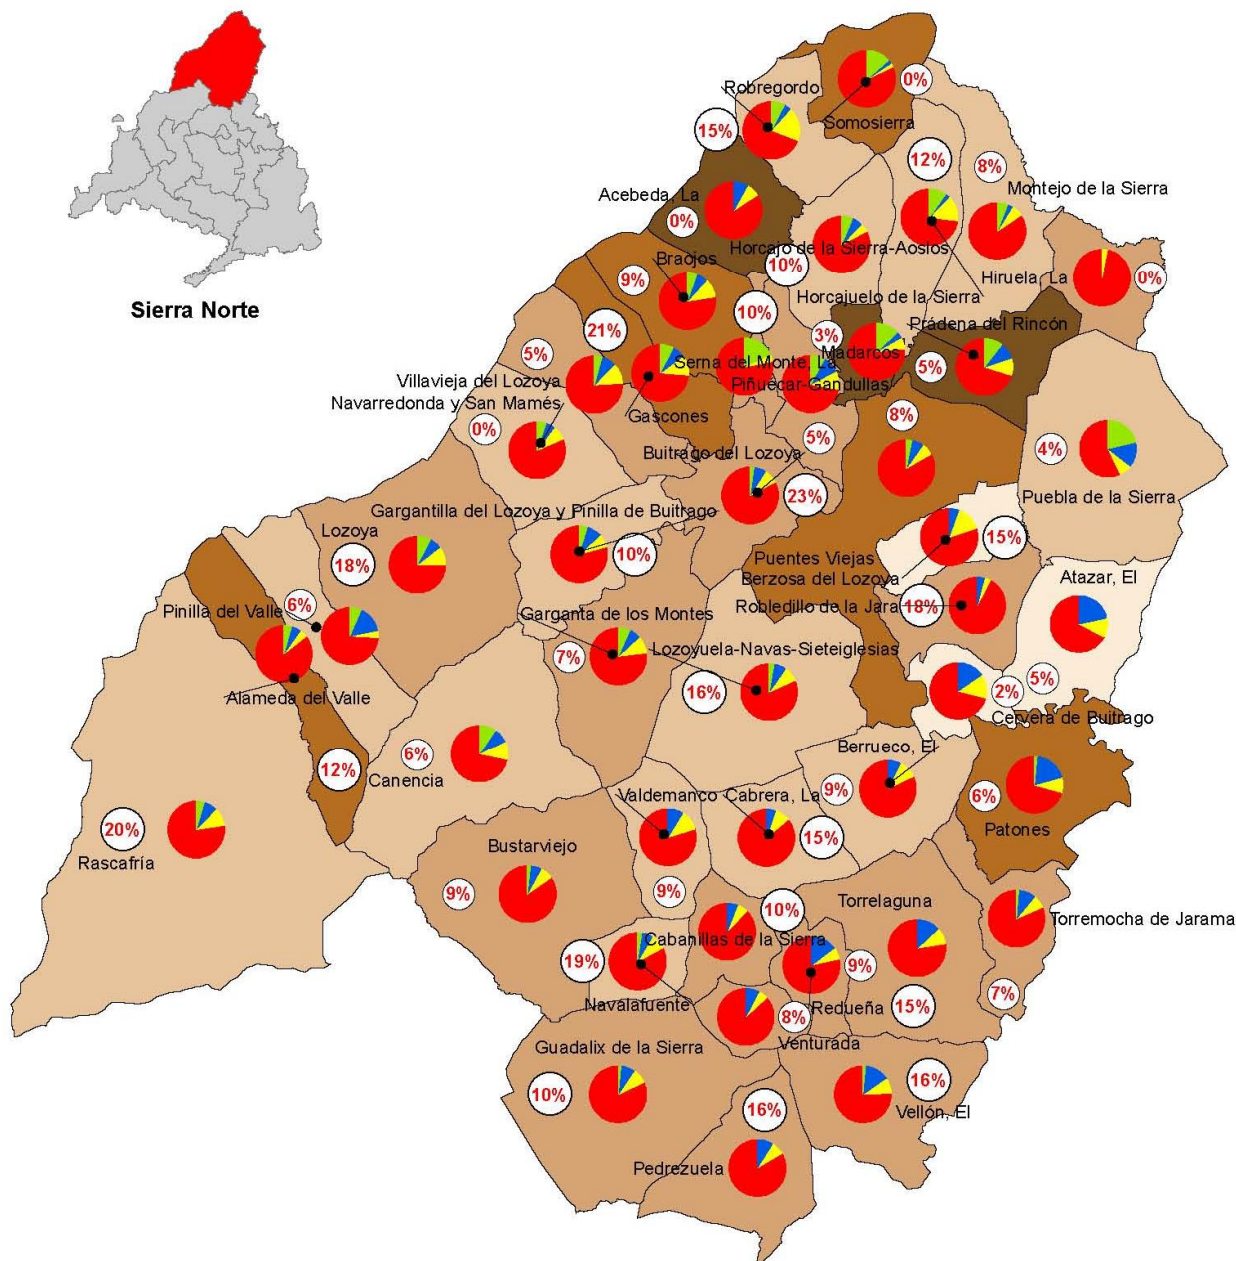 Robregordo
0%
Somosierra
15%
12%
8%
Montejo de la Sierra
Acebeda, La
0%
Horcajo de la Sierra-Aoslos
Braojos
10%
Hiruela, La
0%
Sierra Norte
9%
Horcajuelo de la Sierra
10%
Prádena del Rincón
21%
3%
Madarcos
5%
Serna del Monte, La
5%
Villavieja del Lozoya
Piñuécar-Gandullas
Navarredonda y San Mamés
Gascones
8%
0%
Buitrago del Lozoya
5%
4%
23%
Puebla de la Sierra
Gargantilla del Lozoya y Pinilla de Buitrago
Lozoya
15%
10%
Puentes Viejas
18%
Berzosa del Lozoya
Atazar, El
6%
Pinilla del Valle
Garganta de los Montes
Robledillo de la Jara
18%
7%
Lozoyuela-Navas-Sieteiglesias
5%
16%
2%
Alameda del Valle
Cervera de Buitrago
Berrueco, El
6%
12%
Canencia
9%
6%
Valdemanco
Cabrera, La
20%
Patones
Rascafría
15%
Bustarviejo
9%
9%
Torrelaguna
10%
Torremocha de Jarama
Cabanillas de la Sierra
19%
9%
7%
Navalafuente
8%
Redueña
15%
Venturada
Guadalix de la Sierra
16%
10%
16%
Vellón, El
Pedrezuela